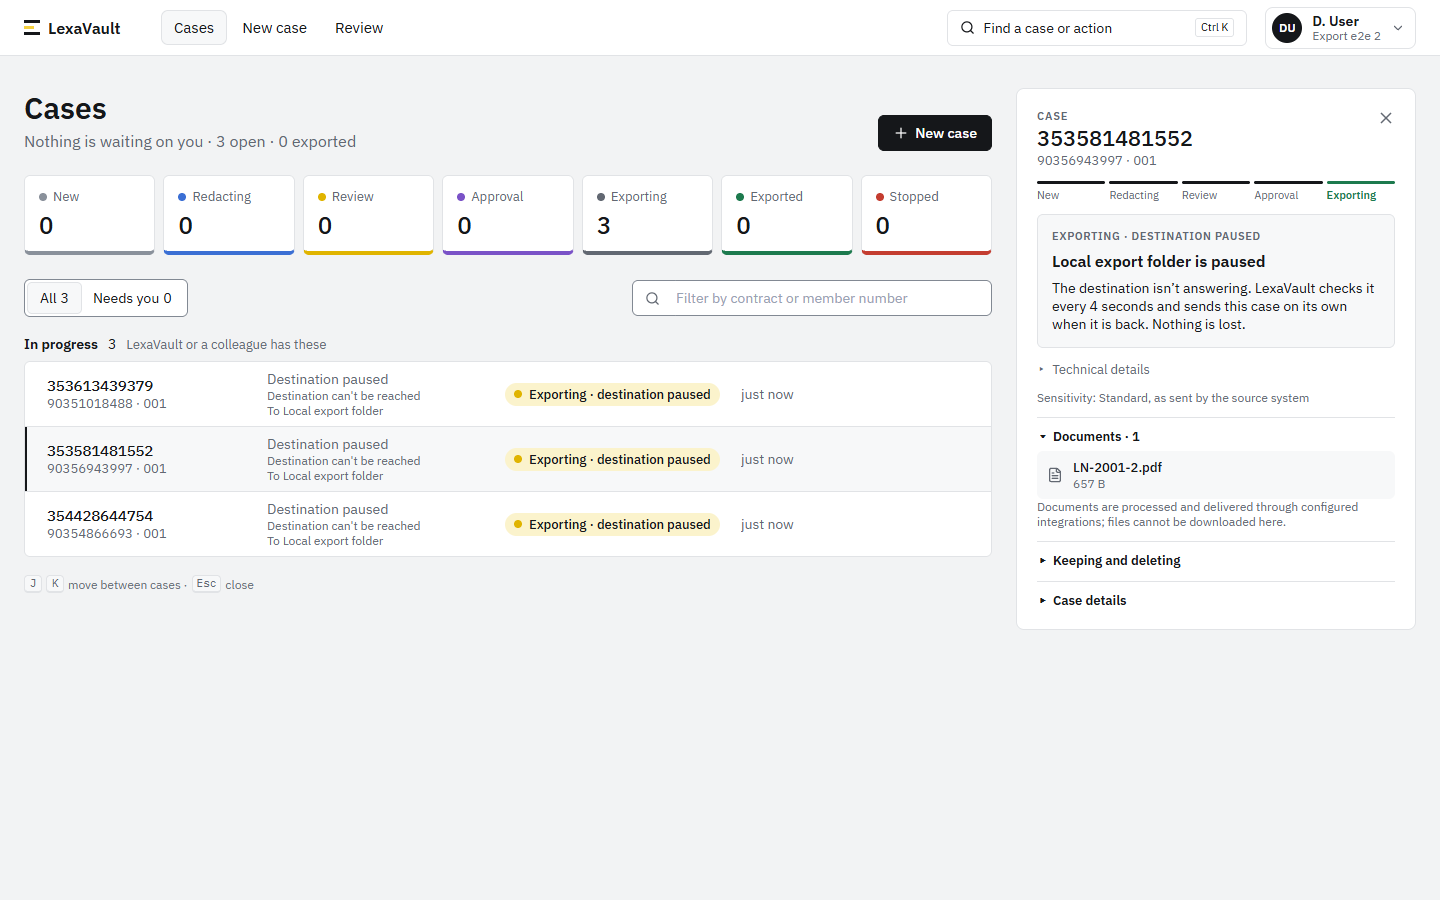 LexaVault
Cases
New case
Review
Find a case or action
Ctrl K
DU
D. User
Export e2e 2
Cases
Nothing is waiting on you · 3 open · 0 exported
New case
New
0
Redacting
0
Review
0
Approval
0
Exporting
3
Exported
0
Stopped
0
All 3
Needs you 0
Filter by contract or member number
In progress 3 LexaVault or a colleague has these
353613439379
90351018488 · 001
Destination paused
Destination can't be reached
To Local export folder
Exporting · destination paused
just now
353581481552
90356943997 · 001
Destination paused
Destination can't be reached
To Local export folder
Exporting · destination paused
just now
354428644754
90354866693 · 001
Destination paused
Destination can't be reached
To Local export folder
Exporting · destination paused
just now
J K move between cases · Esc close
CASE
353581481552
90356943997 · 001
New
Redacting
Review
Approval
Exporting
EXPORTING · DESTINATION PAUSED
Local export folder is paused
The destination isn’t answering. LexaVault checks it
every 4 seconds and sends this case on its own
when it is back. Nothing is lost.
Technical details
Sensitivity: Standard, as sent by the source system
Documents · 1
LN-2001-2.pdf
657 B
Documents are processed and delivered through configured
integrations; files cannot be downloaded here.
Keeping and deleting
Case details